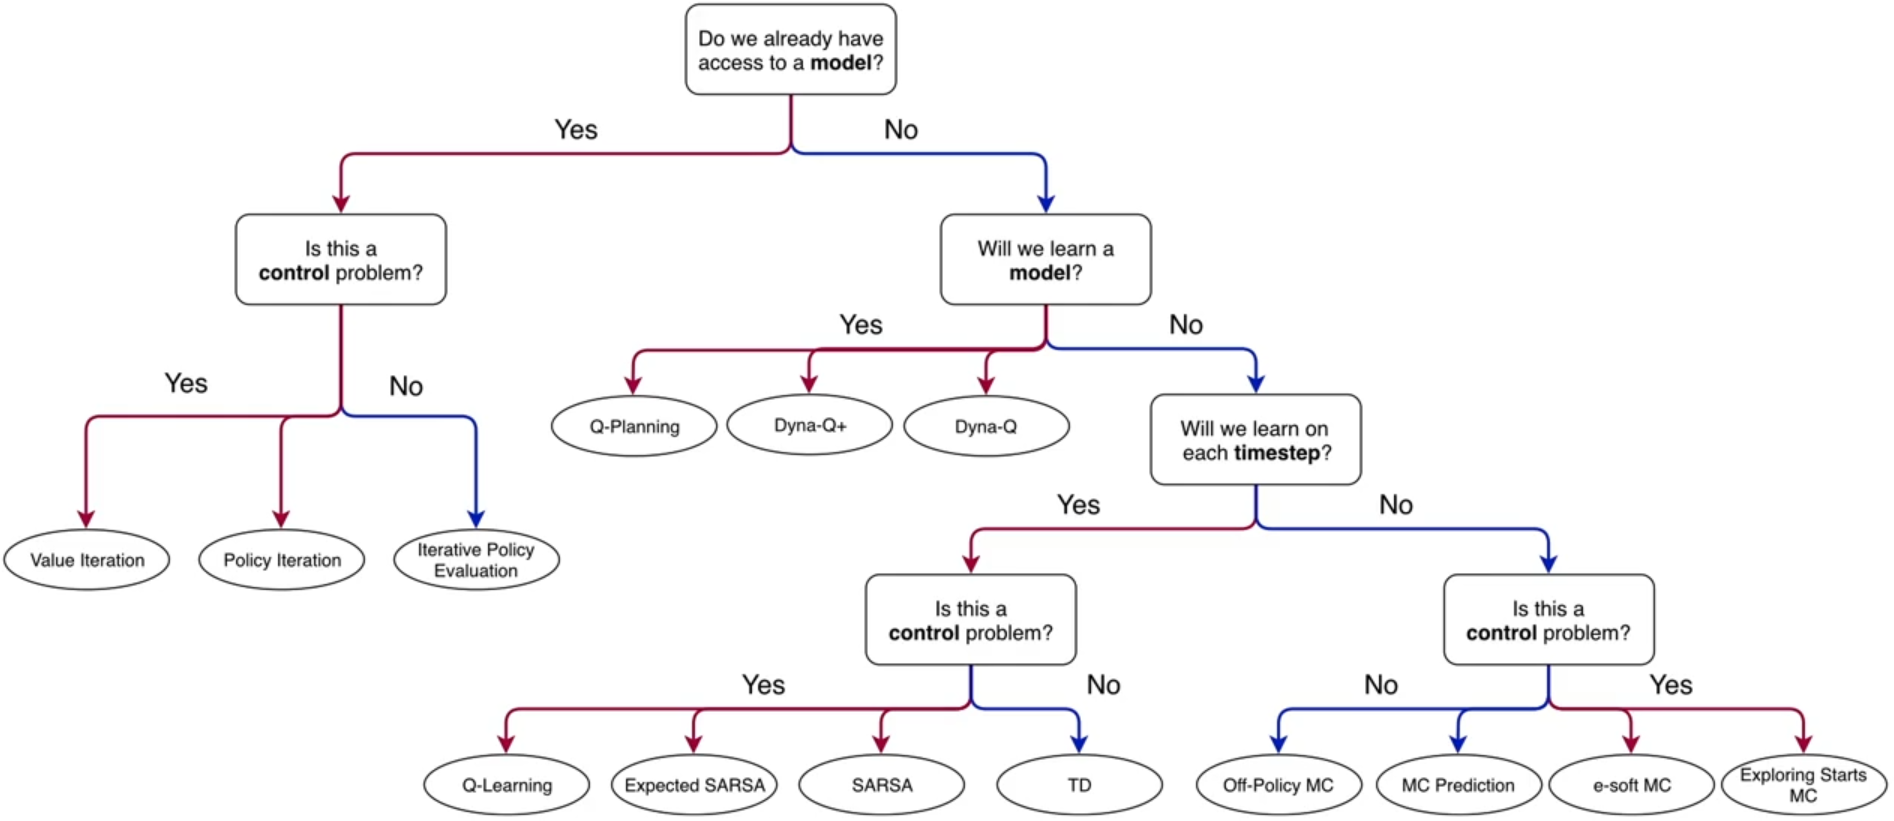 Do we already have
access to a model?
Yes
No
Is this a
control problem?
Will we learn a
model?
Yes
No
Yes
No
Q-Planning
Dyna-Q+
Dyna-Q
Will we learn on
each timestep?
Yes
No
Value Iteration
Policy Iteration
Iterative Policy
Evaluation
Is this a
control problem?
Is this a
control problem?
Yes
No
No
Yes
Q-Learning
Expected SARSA
SARSA
TD
Off-Policy MC
MC Prediction
e-soft MC
Exploring Starts
MC